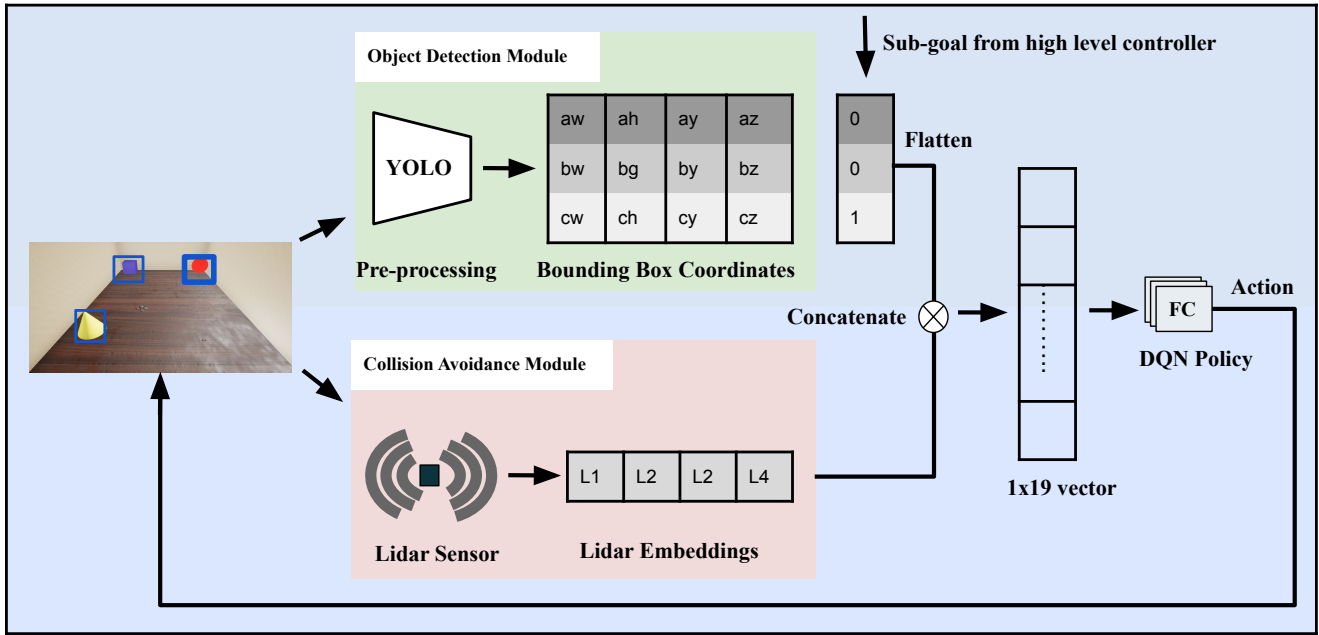 Object Detection Module
Sub-goal from high level controller
YOLO
aw ah ay az
bw bg by bz
cw ch cy cz
0
0
1
Flatten
Pre-processing
Bounding Box Coordinates
Concatenate
FC
Action
DQN Policy
1x19 vector
Collision Avoidance Module
L1 L2 L2 L4
Lidar Sensor
Lidar Embeddings